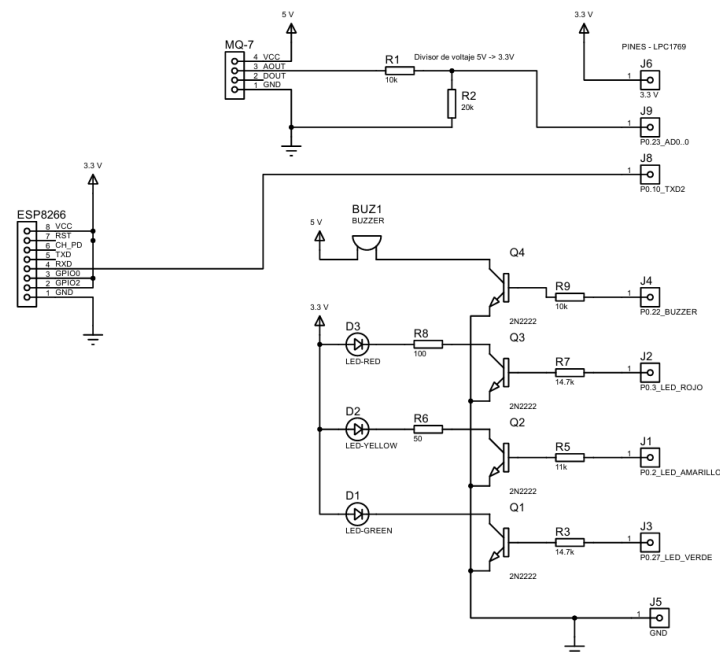 5 V
MQ-7
4 VCC
3 AOUT
2 DOUT
1 GND
R1
10k
Divisor de voltaje 5V -> 3.3V
R2
20k
3.3 V
PINES - LPC1769
J6
1
3.3 V
J9
1
P0.23_AD0..0
J8
1
P0.10_TXD2
3.3 V
ESP8266
8 VCC
7 RST
6 CH_PD
5 TXD
4 RXD
3 GPIO0
2 GPIO2
1 GND
BUZ1
BUZZER
5 V
Q4
2N2222
R9
10k
J4
1
P0.22_BUZZER
3.3 V
D3
LED-RED
R8
100
Q3
2N2222
R7
14.7k
J2
1
P0.3_LED_ROJO
D2
LED-YELLOW
R6
50
Q2
2N2222
R5
11k
J1
1
P0.2_LED_AMARILLO
D1
LED-GREEN
Q1
2N2222
R3
14.7k
J3
1
P0.27_LED_VERDE
J5
1
GND